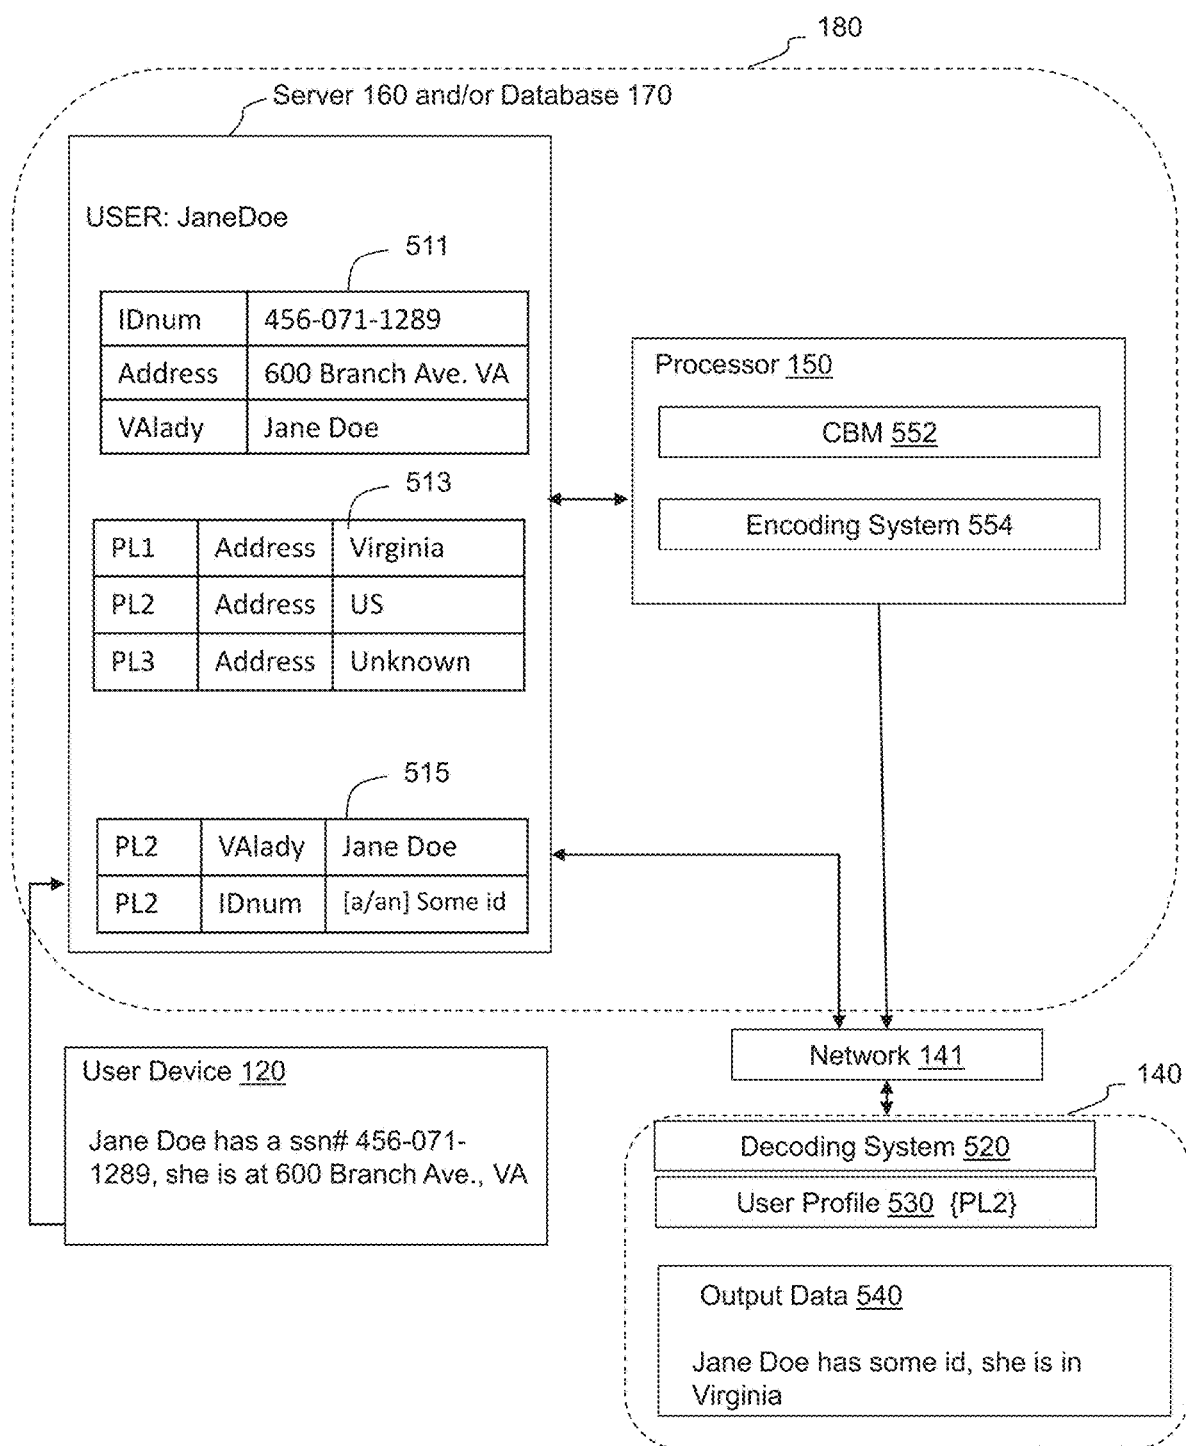 180
Server 160 and/or Database 170
USER: JaneDoe
511
IDnum 456-071-1289
Address 600 Branch Ave. VA
VAlady Jane Doe
513
PL1 Address Virginia
PL2 Address US
PL3 Address Unknown
515
PL2 VAlady Jane Doe
PL2 IDnum [a/an] Some id
Processor 150
CBM 552
Encoding System 554
User Device 120
Jane Doe has a ssn# 456-071-
1289, she is at 600 Branch Ave., VA
Network 141
140
Decoding System 520
User Profile 530 {PL2}
Output Data 540
Jane Doe has some id, she is in
Virginia